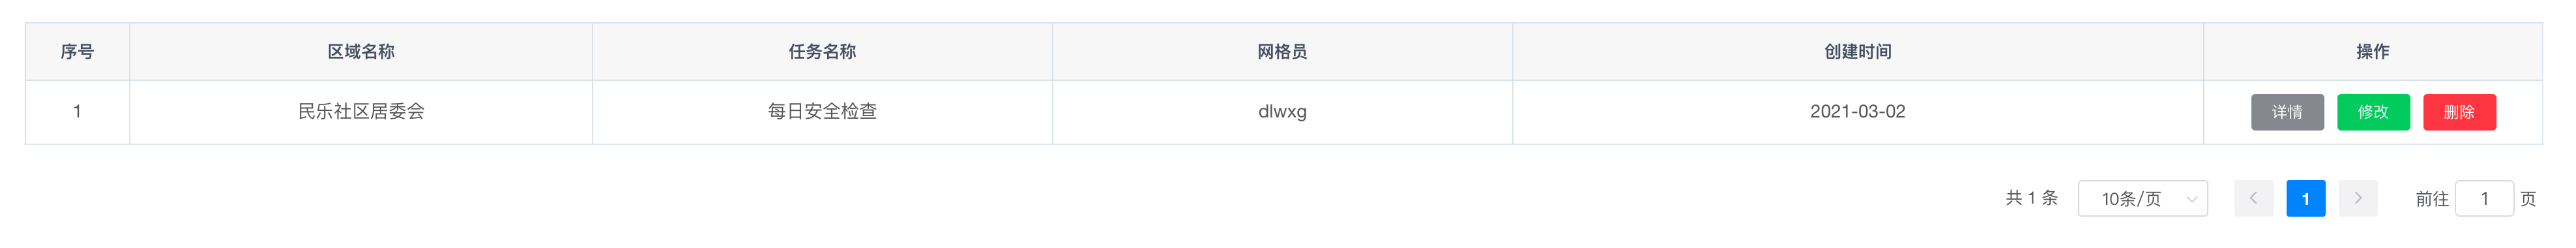 序号 区域名称 任务名称 网格员 创建时间 操作
1 民乐社区居委会 每日安全检查 dlwxg 2021-03-02 详情 修改 删除
共 1 条 10条/页 1 前往 1 页